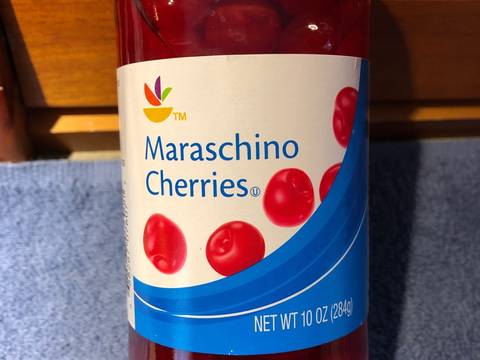 TM
Maraschino
Cherries Ⓤ
NET WT 10 OZ (284g)